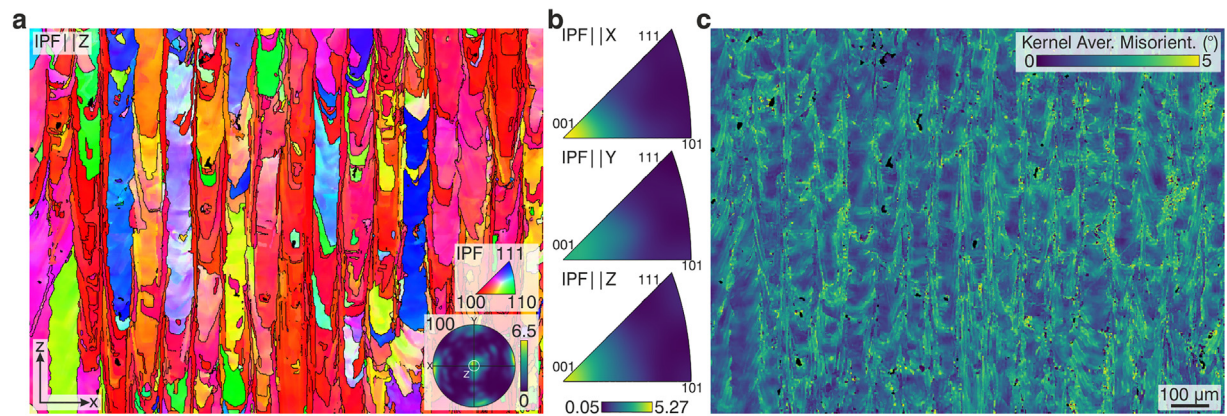 a
IPF||Z
IPF 111
100 110
100 Y 6.5
X
Z
0
Z
X
b
IPF||X
111
001
101
IPF||Y
111
001
101
IPF||Z
111
001
101
0.05 5.27
c
Kernel Aver. Misorient. (°)
0 5
100 µm